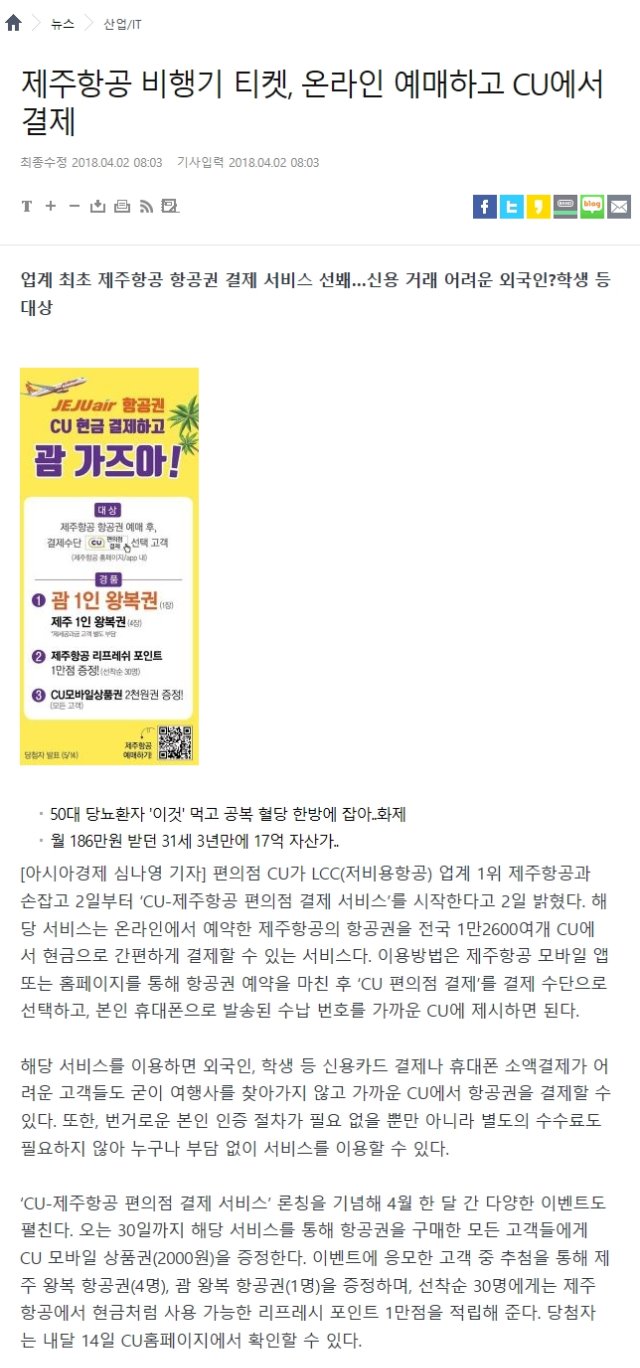 뉴스
산업/IT
제주항공 비행기 티켓, 온라인 예매하고 CU에서
결제
최종수정 2018.04.02 08:03 기사입력 2018.04.02 08:03
T + −
blog
업계 최초 제주항공 항공권 결제 서비스 선봬...신용 거래 어려운 외국인?학생 등
대상
JEJUair 항공권
CU 현금 결제하고
괌 가즈아!
대상
제주항공 항공권 예매 후,
결제수단 CU 편의점 결제 선택 고객
(제주항공 홈페이지/app 내)
경품
1 괌 1인 왕복권 (1장)
제주 1인 왕복권 (4장)
*제세공과금 고객 별도 부담
2 제주항공 리프레쉬 포인트
1만점 증정! (선착순 30명)
3 CU모바일상품권 2천원권 증정!
(모든 고객)
제주항공
예매하기!
당첨자 발표 (5/14)
· 50대 당뇨환자 '이것' 먹고 공복 혈당 한방에 잡아..화제
· 월 186만원 받던 31세 3년만에 17억 자산가..
[아시아경제 심나영 기자] 편의점 CU가 LCC(저비용항공) 업계 1위 제주항공과
손잡고 2일부터 ‘CU-제주항공 편의점 결제 서비스’를 시작한다고 2일 밝혔다. 해
당 서비스는 온라인에서 예약한 제주항공의 항공권을 전국 1만2600여개 CU에
서 현금으로 간편하게 결제할 수 있는 서비스다. 이용방법은 제주항공 모바일 앱
또는 홈페이지를 통해 항공권 예약을 마친 후 ‘CU 편의점 결제’를 결제 수단으로
선택하고, 본인 휴대폰으로 발송된 수납 번호를 가까운 CU에 제시하면 된다.
해당 서비스를 이용하면 외국인, 학생 등 신용카드 결제나 휴대폰 소액결제가 어
려운 고객들도 굳이 여행사를 찾아가지 않고 가까운 CU에서 항공권을 결제할 수
있다. 또한, 번거로운 본인 인증 절차가 필요 없을 뿐만 아니라 별도의 수수료도
필요하지 않아 누구나 부담 없이 서비스를 이용할 수 있다.
‘CU-제주항공 편의점 결제 서비스’ 론칭을 기념해 4월 한 달 간 다양한 이벤트도
펼친다. 오는 30일까지 해당 서비스를 통해 항공권을 구매한 모든 고객들에게
CU 모바일 상품권(2000원)을 증정한다. 이벤트에 응모한 고객 중 추첨을 통해 제
주 왕복 항공권(4명), 괌 왕복 항공권(1명)을 증정하며, 선착순 30명에게는 제주
항공에서 현금처럼 사용 가능한 리프레시 포인트 1만점을 적립해 준다. 당첨자
는 내달 14일 CU홈페이지에서 확인할 수 있다.